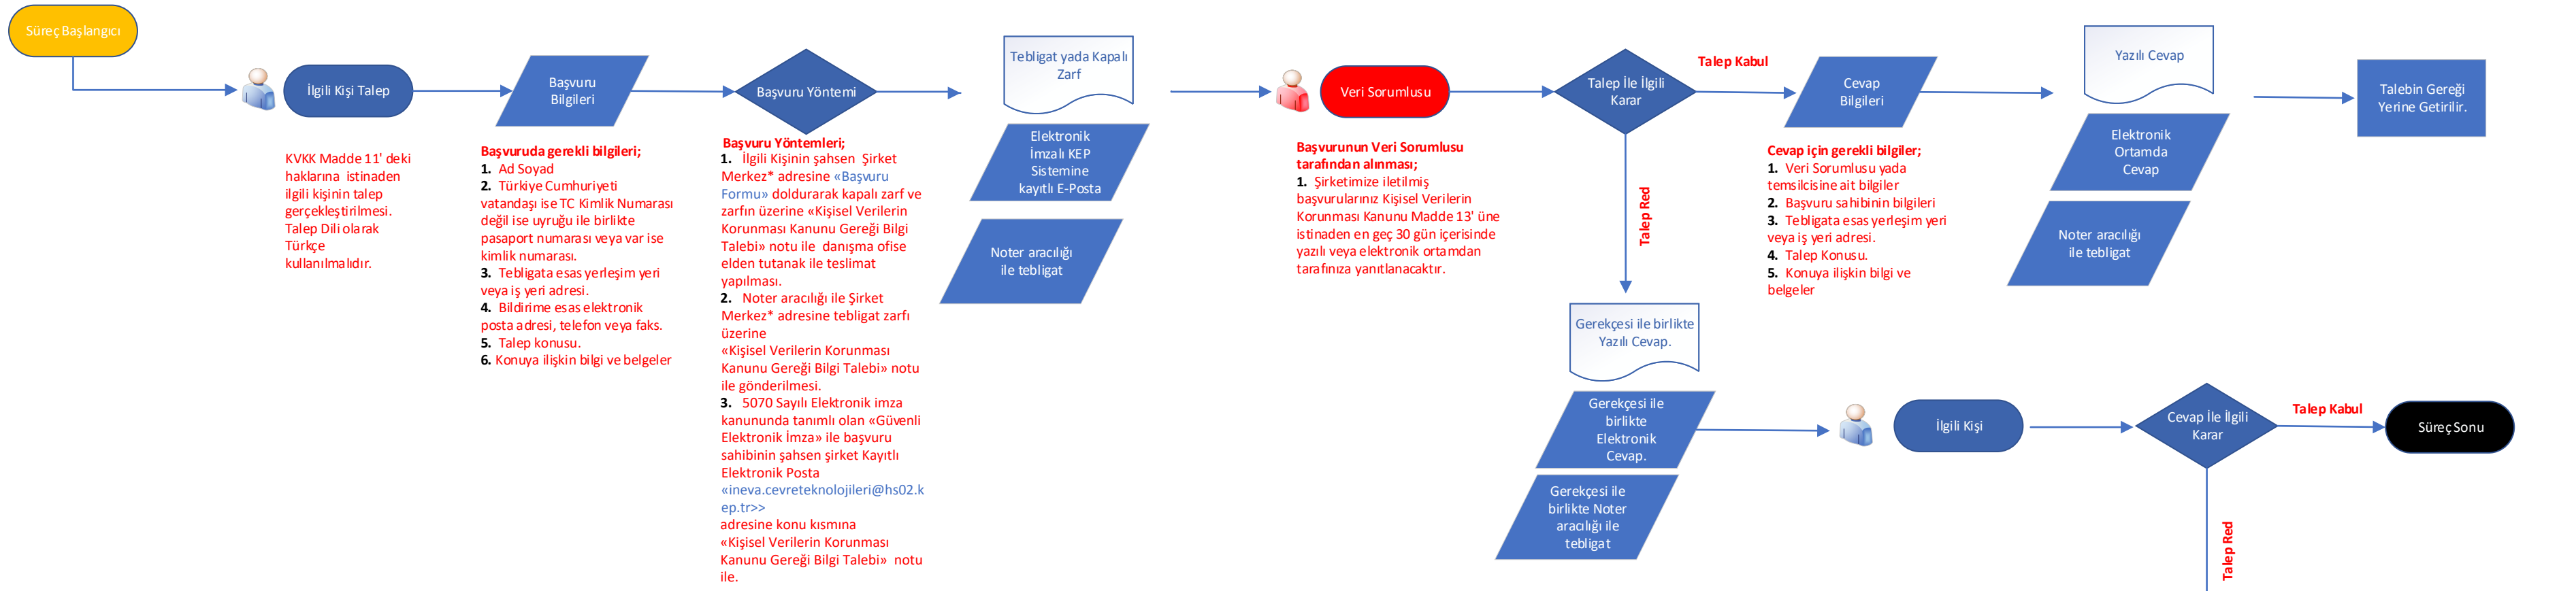 Süreç Başlangıcı
İlgili Kişi Talep
KVKK Madde 11' deki
haklarına istinaden
ilgili kişinin talep
gerçekleştirilmesi.
Talep Dili olarak
Türkçe
kullanılmalıdır.
Başvuru
Bilgileri
Başvuruda gerekli bilgileri;
1. Ad Soyad
2. Türkiye Cumhuriyeti
vatandaşı ise TC Kimlik Numarası
değil ise uyruğu ile birlikte
pasaport numarası veya var ise
kimlik numarası.
3. Tebligata esas yerleşim yeri
veya iş yeri adresi.
4. Bildirime esas elektronik
posta adresi, telefon veya faks.
5. Talep konusu.
6. Konuya ilişkin bilgi ve belgeler
Başvuru Yöntemi
Başvuru Yöntemleri;
1. İlgili Kişinin şahsen Şirket
Merkez* adresine «Başvuru
Formu» doldurarak kapalı zarf ve
zarfın üzerine «Kişisel Verilerin
Korunması Kanunu Gereği Bilgi
Talebi» notu ile danışma ofise
elden tutanak ile teslimat
yapılması.
2. Noter aracılığı ile Şirket
Merkez* adresine tebligat zarfı
üzerine
«Kişisel Verilerin Korunması
Kanunu Gereği Bilgi Talebi» notu
ile gönderilmesi.
3. 5070 Sayılı Elektronik imza
kanununda tanımlı olan «Güvenli
Elektronik İmza» ile başvuru
sahibinin şahsen şirket Kayıtlı
Elektronik Posta
«ineva.cevreteknolojileri@hs02.k
ep.tr>>
adresine konu kısmına
«Kişisel Verilerin Korunması
Kanunu Gereği Bilgi Talebi» notu
ile.
Tebligat yada Kapalı
Zarf
Elektronik
İmzalı KEP
Sistemine
kayıtlı E-Posta
Noter aracılığı
ile tebligat
Veri Sorumlusu
Başvurunun Veri Sorumlusu
tarafından alınması;
1. Şirketimize iletilmiş
başvurularınız Kişisel Verilerin
Korunması Kanunu Madde 13' üne
istinaden en geç 30 gün içerisinde
yazılı veya elektronik ortamdan
tarafınıza yanıtlanacaktır.
Talep İle İlgili
Karar
Talep Kabul
Talep Red
Cevap
Bilgileri
Cevap için gerekli bilgiler;
1. Veri Sorumlusu yada
temsilcisine ait bilgiler
2. Başvuru sahibinin bilgileri
3. Tebligata esas yerleşim yeri
veya iş yeri adresi.
4. Talep Konusu.
5. Konuya ilişkin bilgi ve
belgeler
Yazılı Cevap
Elektronik
Ortamda
Cevap
Noter aracılığı
ile tebligat
Talebin Gereği
Yerine Getirilir.
Gerekçesi ile birlikte
Yazılı Cevap.
Gerekçesi ile
birlikte
Elektronik
Cevap.
Gerekçesi ile
birlikte Noter
aracılığı ile
tebligat
İlgili Kişi
Cevap İle İlgili
Karar
Talep Kabul
Süreç Sonu
Talep Red